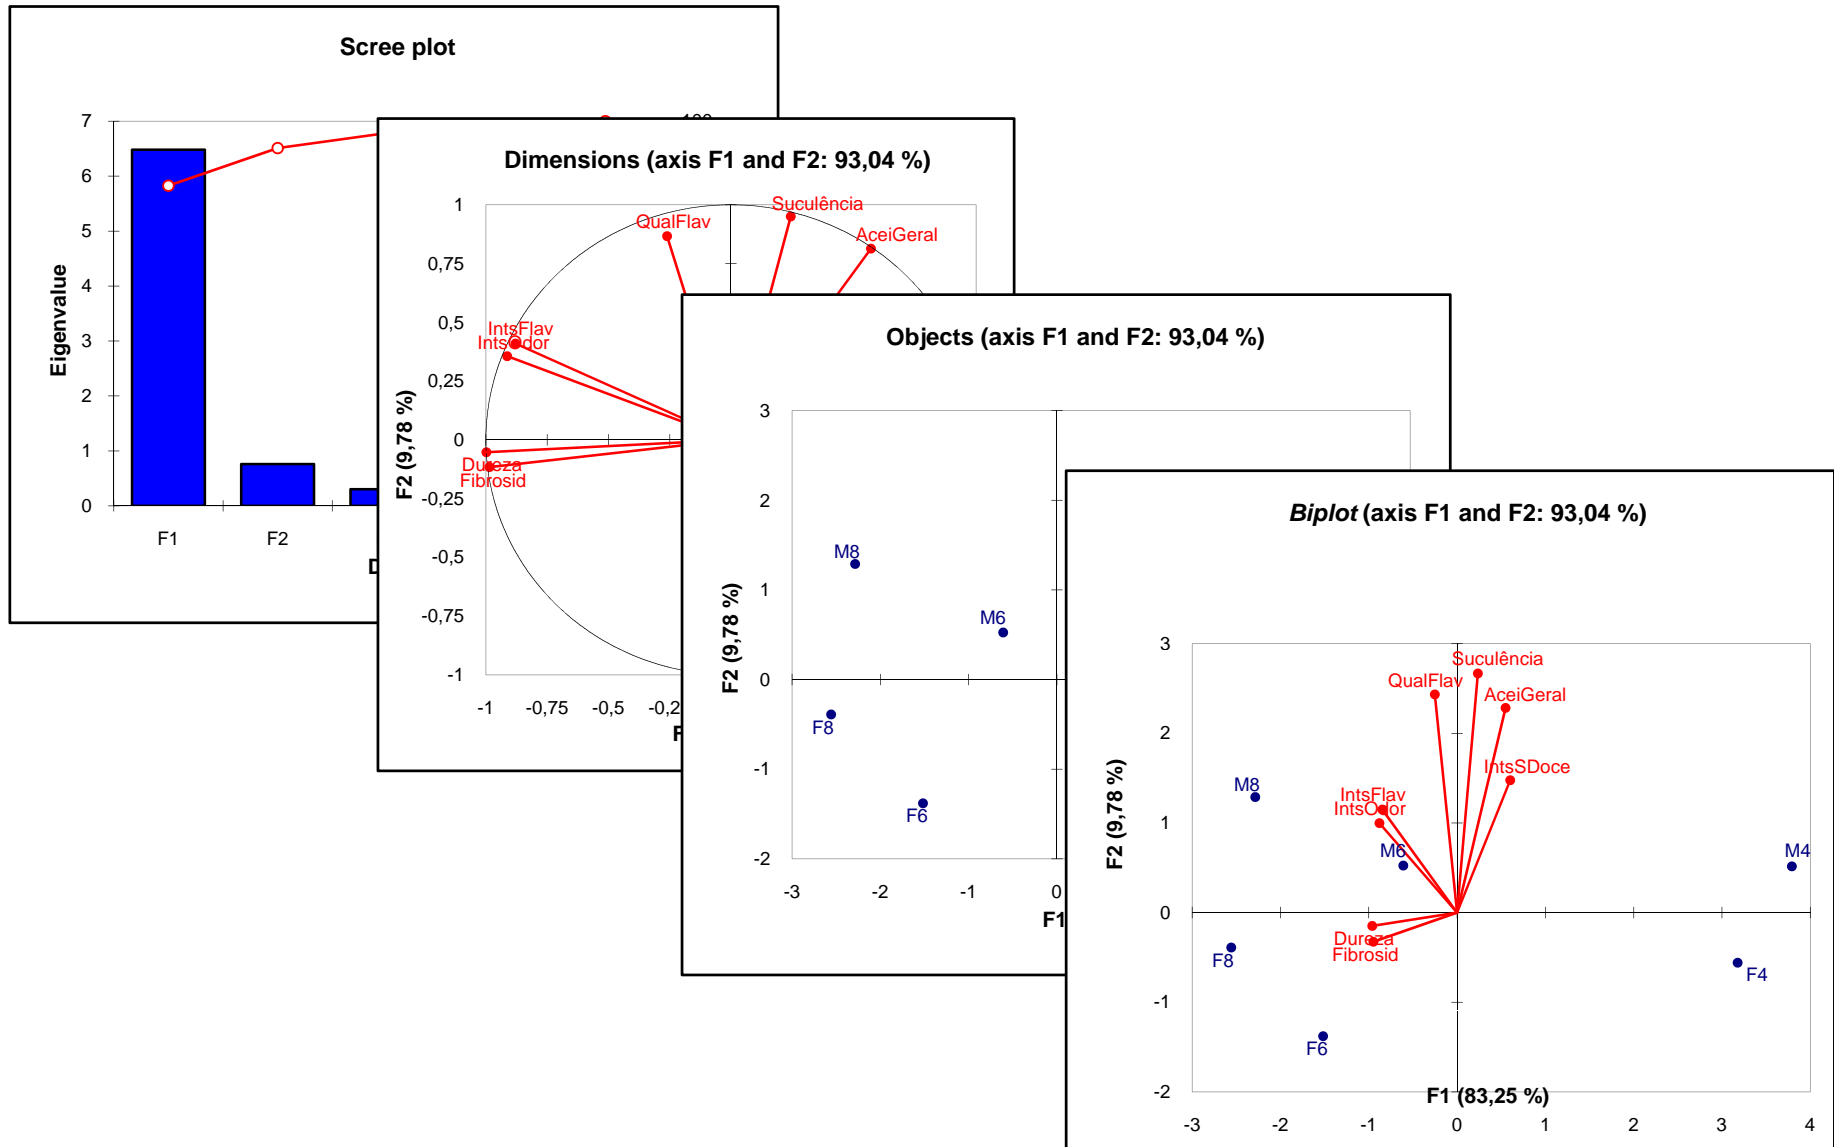 Scree plot
7
6
5
4
3
2
1
0
Eigenvalue
F1
F2
Dimensions (axis F1 and F2: 93,04 %)
1
0,75
0,5
0,25
0
-0,25
-0,5
-0,75
-1
F2 (9,78 %)
QualFlav
Suculência
AceiGeral
IntsFlav
IntsOdor
Dureza
Fibrosid
-1
-0,75
-0,5
Objects (axis F1 and F2: 93,04 %)
3
2
1
0
-1
-2
F2 (9,78 %)
M8
M6
F8
F6
-3
-2
-1
0
F1
Biplot (axis F1 and F2: 93,04 %)
3
2
1
0
-1
-2
F2 (9,78 %)
Suculência
QualFlav
AceiGeral
IntsSDoce
M8
IntsFlav
IntsOdor
M6
M4
Dureza
Fibrosid
F8
F4
F6
F1 (83,25 %)
-3
-2
-1
0
1
2
3
4